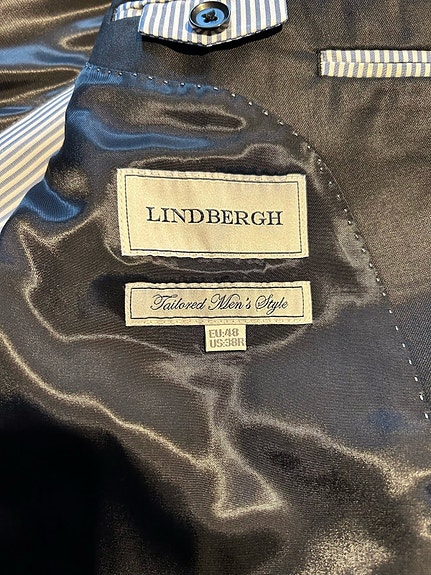 LINDBERGH
Tailored Men's Style
EU:48
US:38R